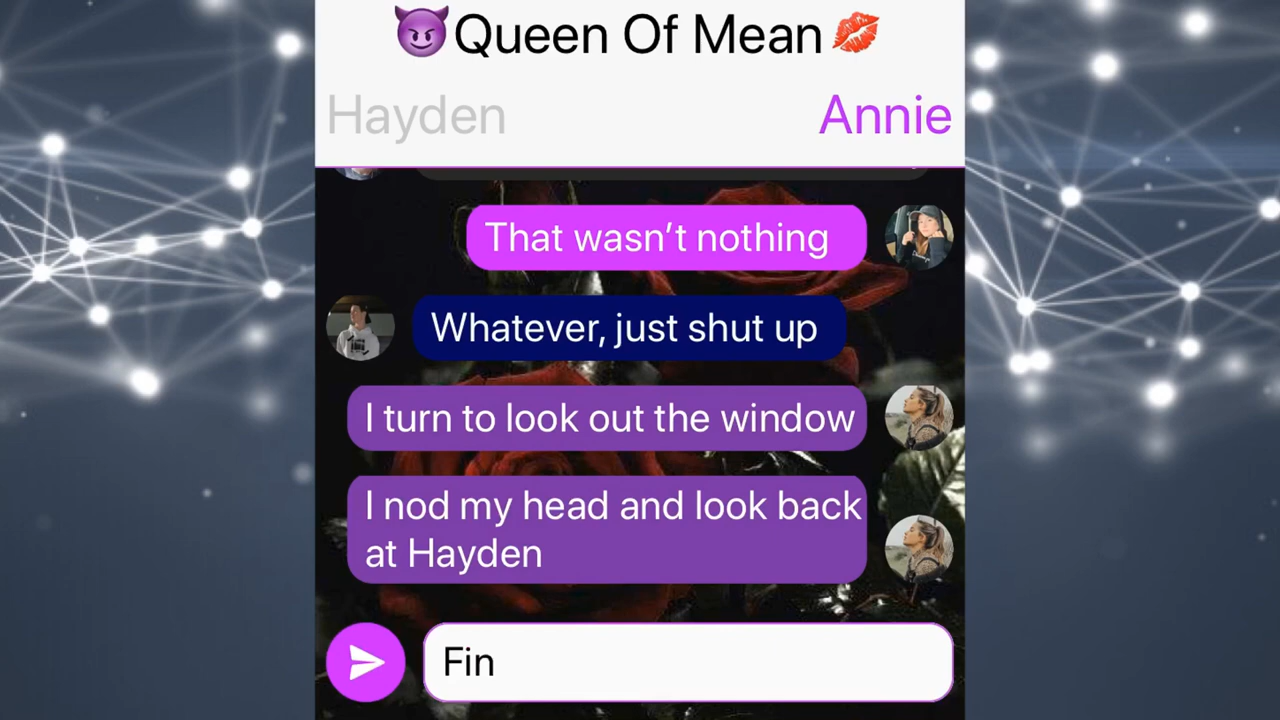 😈Queen Of Mean💋
Hayden
Annie
That wasn't nothing
Whatever, just shut up
I turn to look out the window
I nod my head and look back
at Hayden
Fin